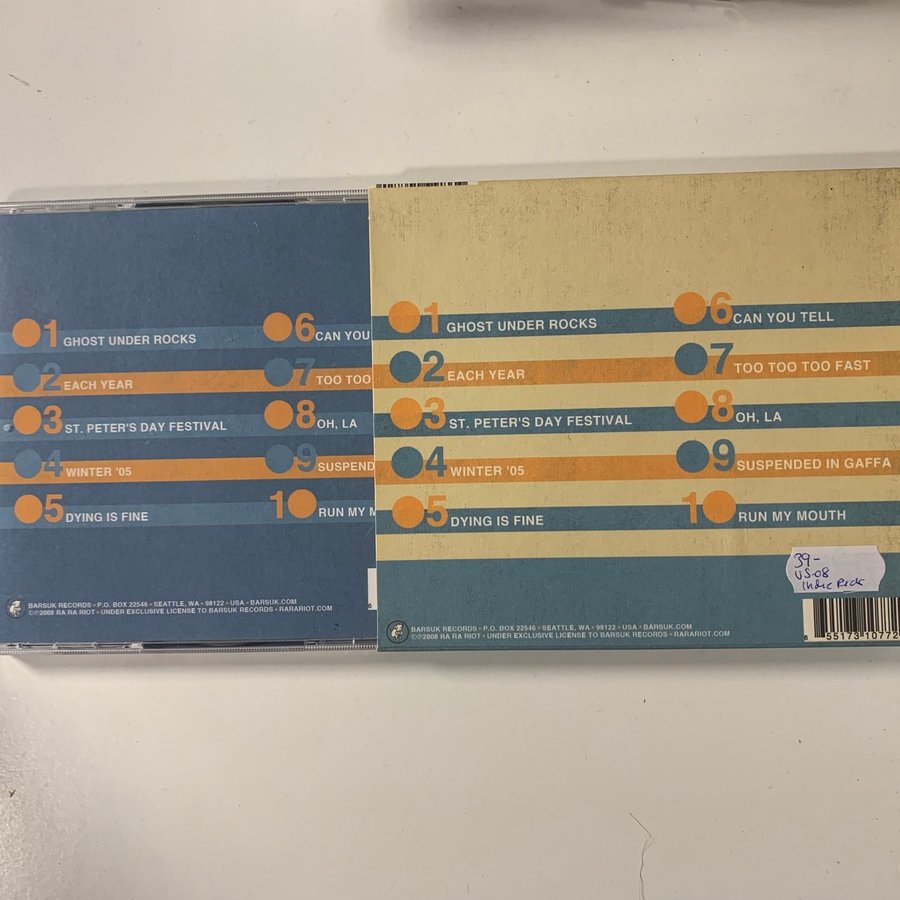 1 GHOST UNDER ROCKS
2 EACH YEAR
3 ST. PETER'S DAY FESTIVAL
4 WINTER '05
5 DYING IS FINE
6 CAN YOU
7 TOO TOO
8 OH, LA
9 SUSPEND
10 RUN MY M
BARSUK RECORDS • P.O. BOX 22546 • SEATTLE, WA • 98122 • USA • BARSUK.COM
©℗2008 RA RA RIOT • UNDER EXCLUSIVE LICENSE TO BARSUK RECORDS • RARARIOT.COM
6
1 GHOST UNDER ROCKS
2 EACH YEAR
3 ST. PETER'S DAY FESTIVAL
4 WINTER '05
5 DYING IS FINE
6 CAN YOU TELL
7 TOO TOO TOO FAST
8 OH, LA
9 SUSPENDED IN GAFFA
10 RUN MY MOUTH
39-
US-08
Indie Rock
BARSUK RECORDS • P.O. BOX 22546 • SEATTLE, WA • 98122 • USA • BARSUK.COM
©℗2008 RA RA RIOT • UNDER EXCLUSIVE LICENSE TO BARSUK RECORDS • RARARIOT.COM
6 55173 10772